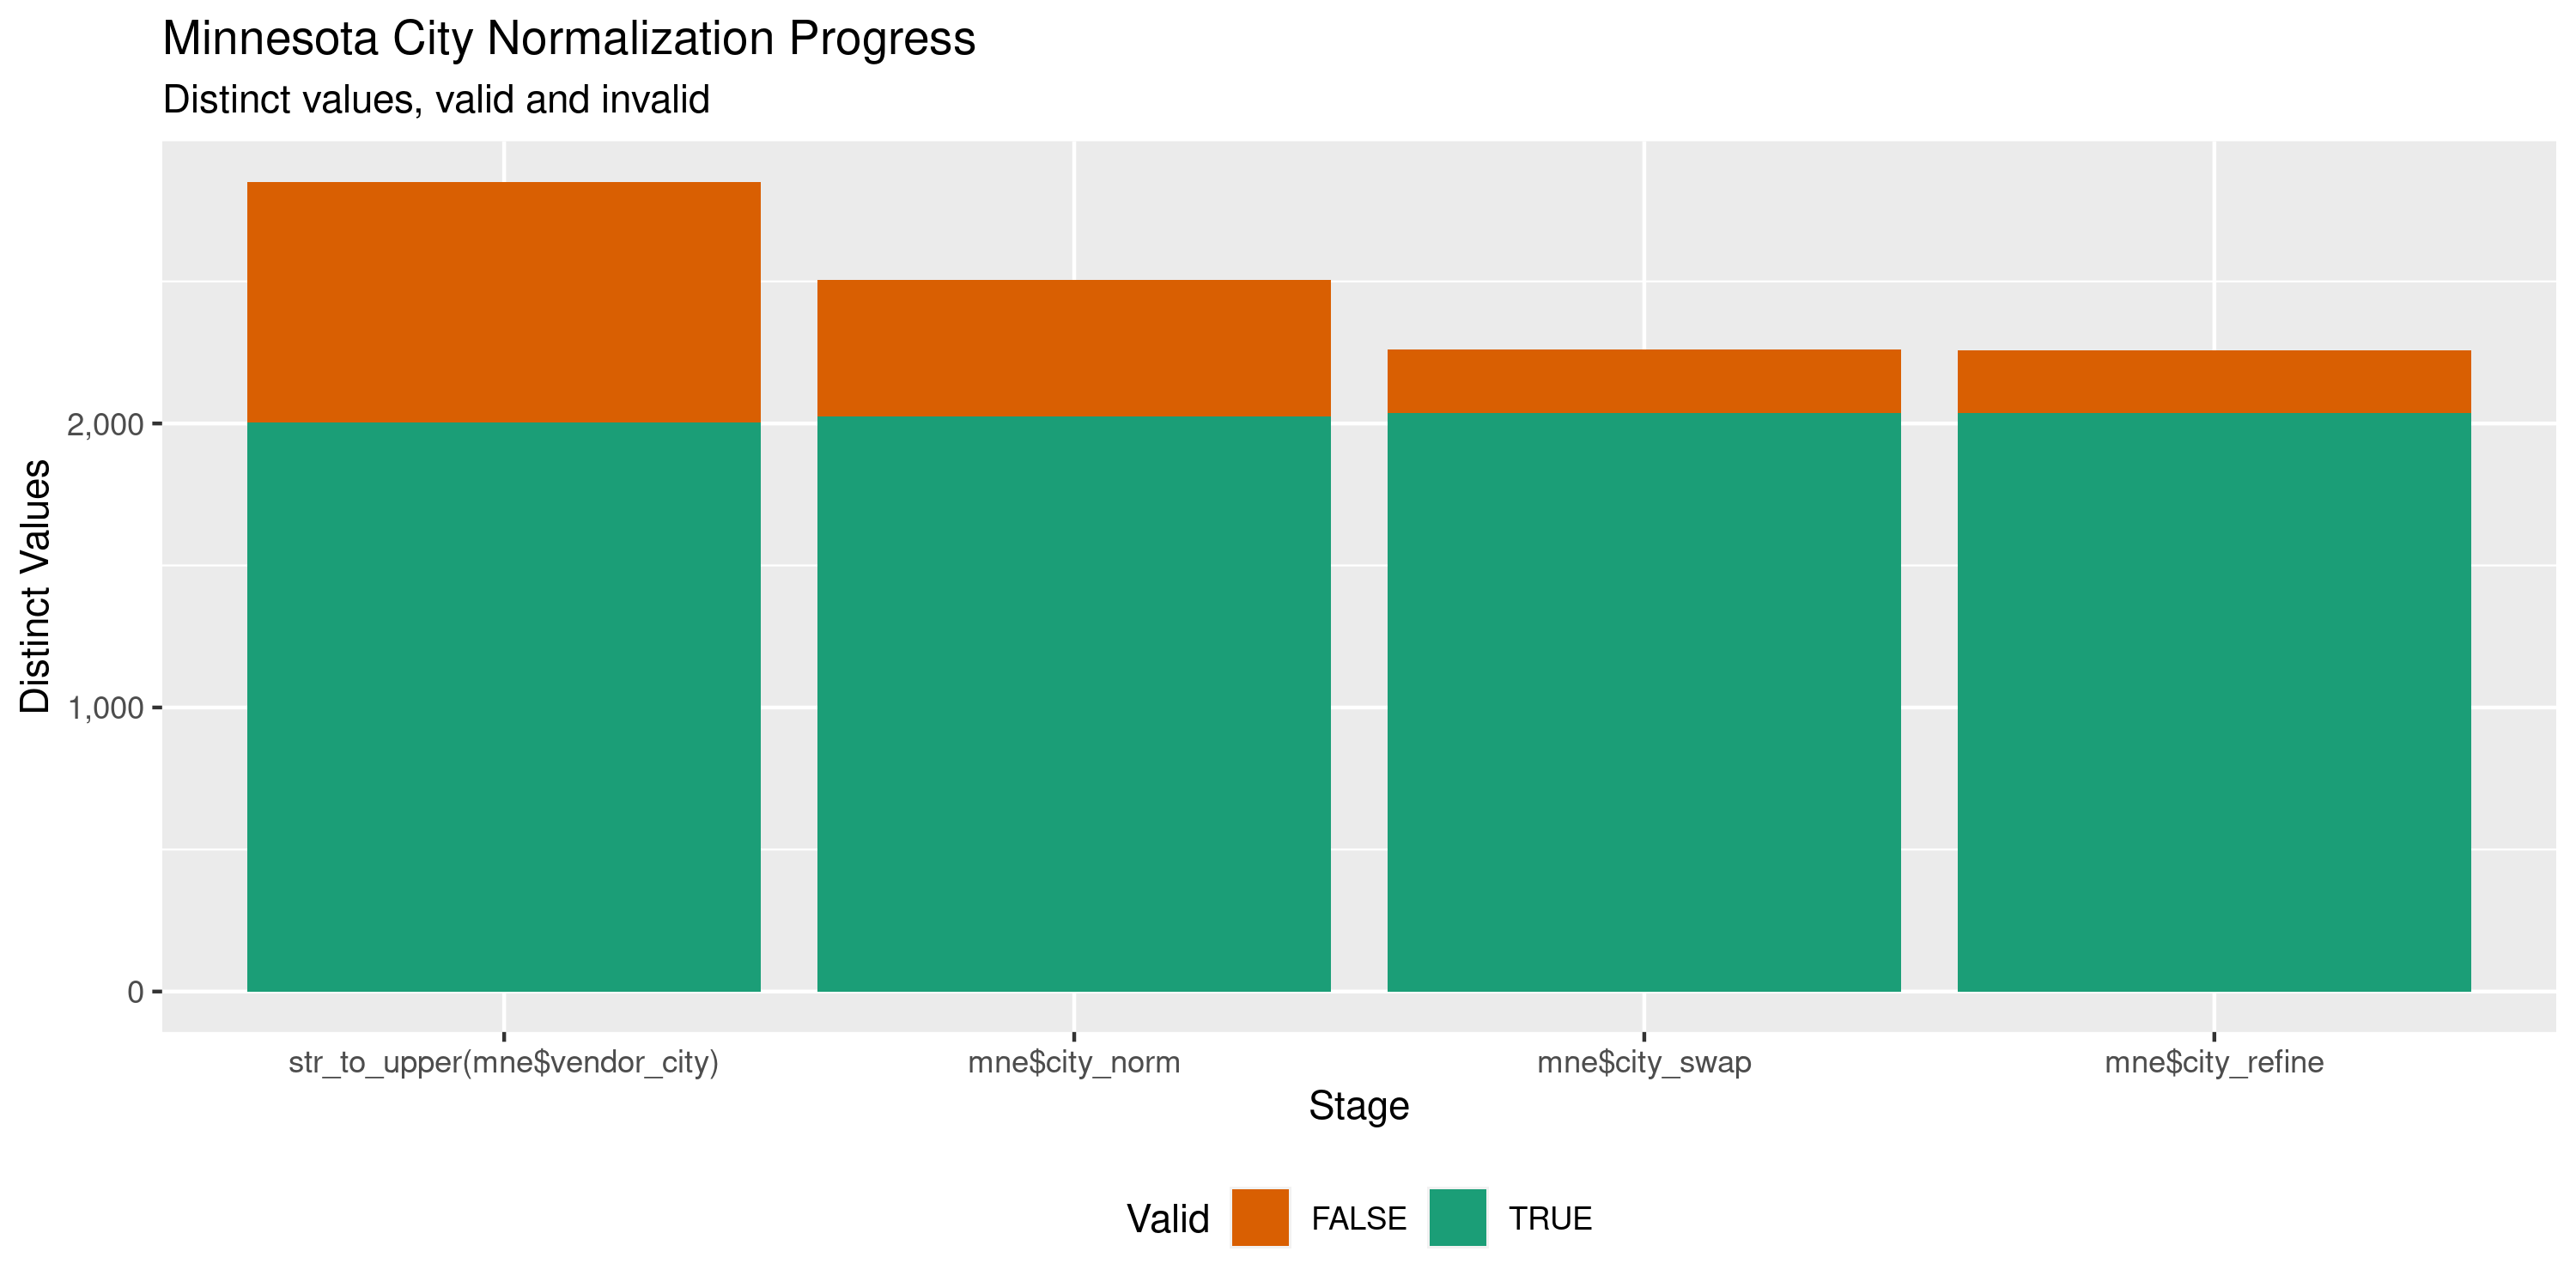 Minnesota City Normalization Progress
Distinct values, valid and invalid
Distinct Values
2,000
1,000
0
str_to_upper(mne$vendor_city)
mne$city_norm
mne$city_swap
mne$city_refine
Stage
Valid
FALSE
TRUE